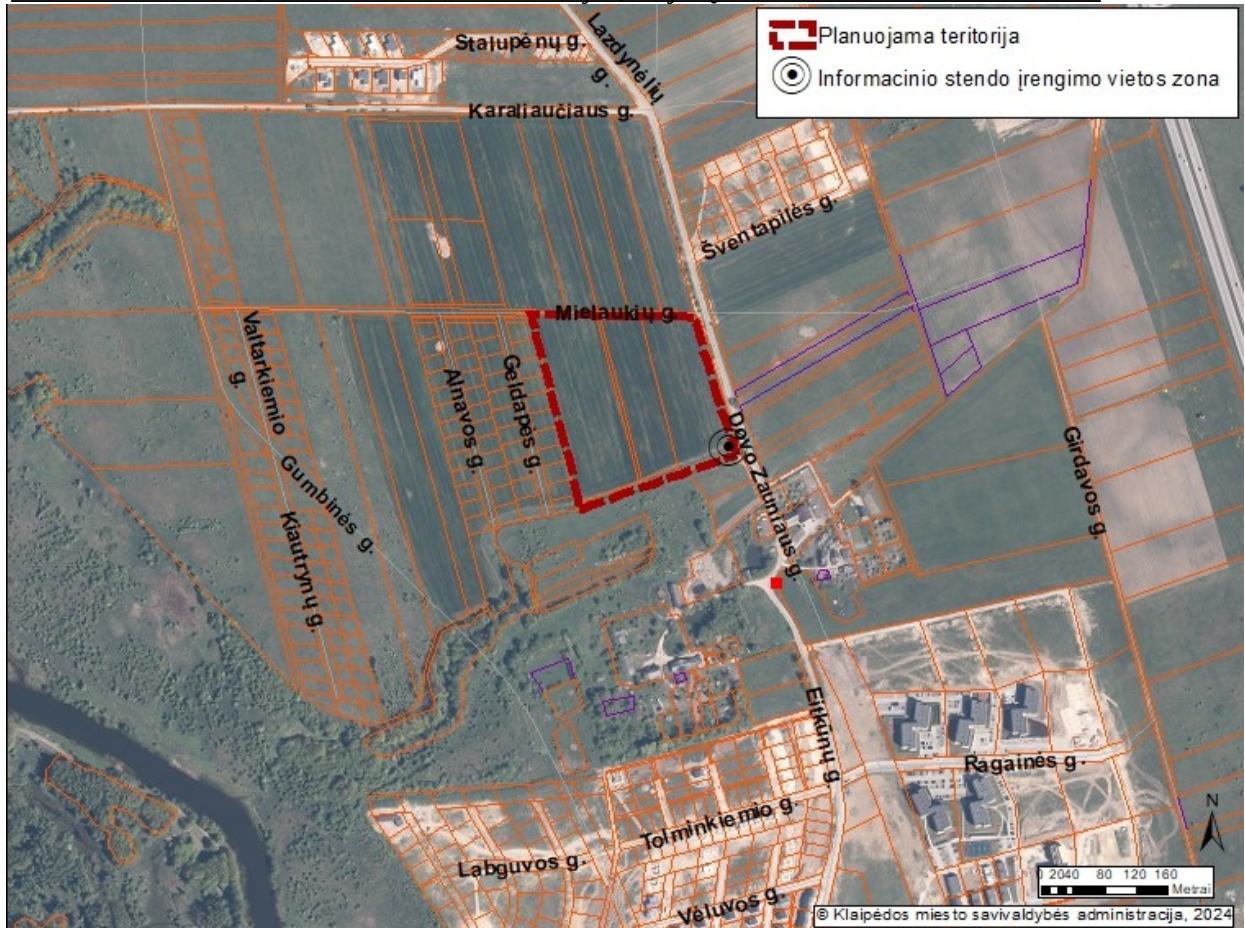 Planuojama teritorija
Informacinio stendo įrengimo vietos zona
Stalupėnų g.
Lazdynėlių
g.
Karaliaučiaus g.
Šventapilės g.
Mielaukių g.
Valtarkiemio
g.
Alnavos g.
Geldapės g.
Dovo Zauniaus g.
Girdavos g.
Gumbinės g.
Kiautrynų g.
Eitkūnų g.
Ragainės g.
Tolminkiemio g.
Labguvos g.
Vėluvos g.
N
0 20 40 80 120 160
Metrai
© Klaipėdos miesto savivaldybės administracija, 2024